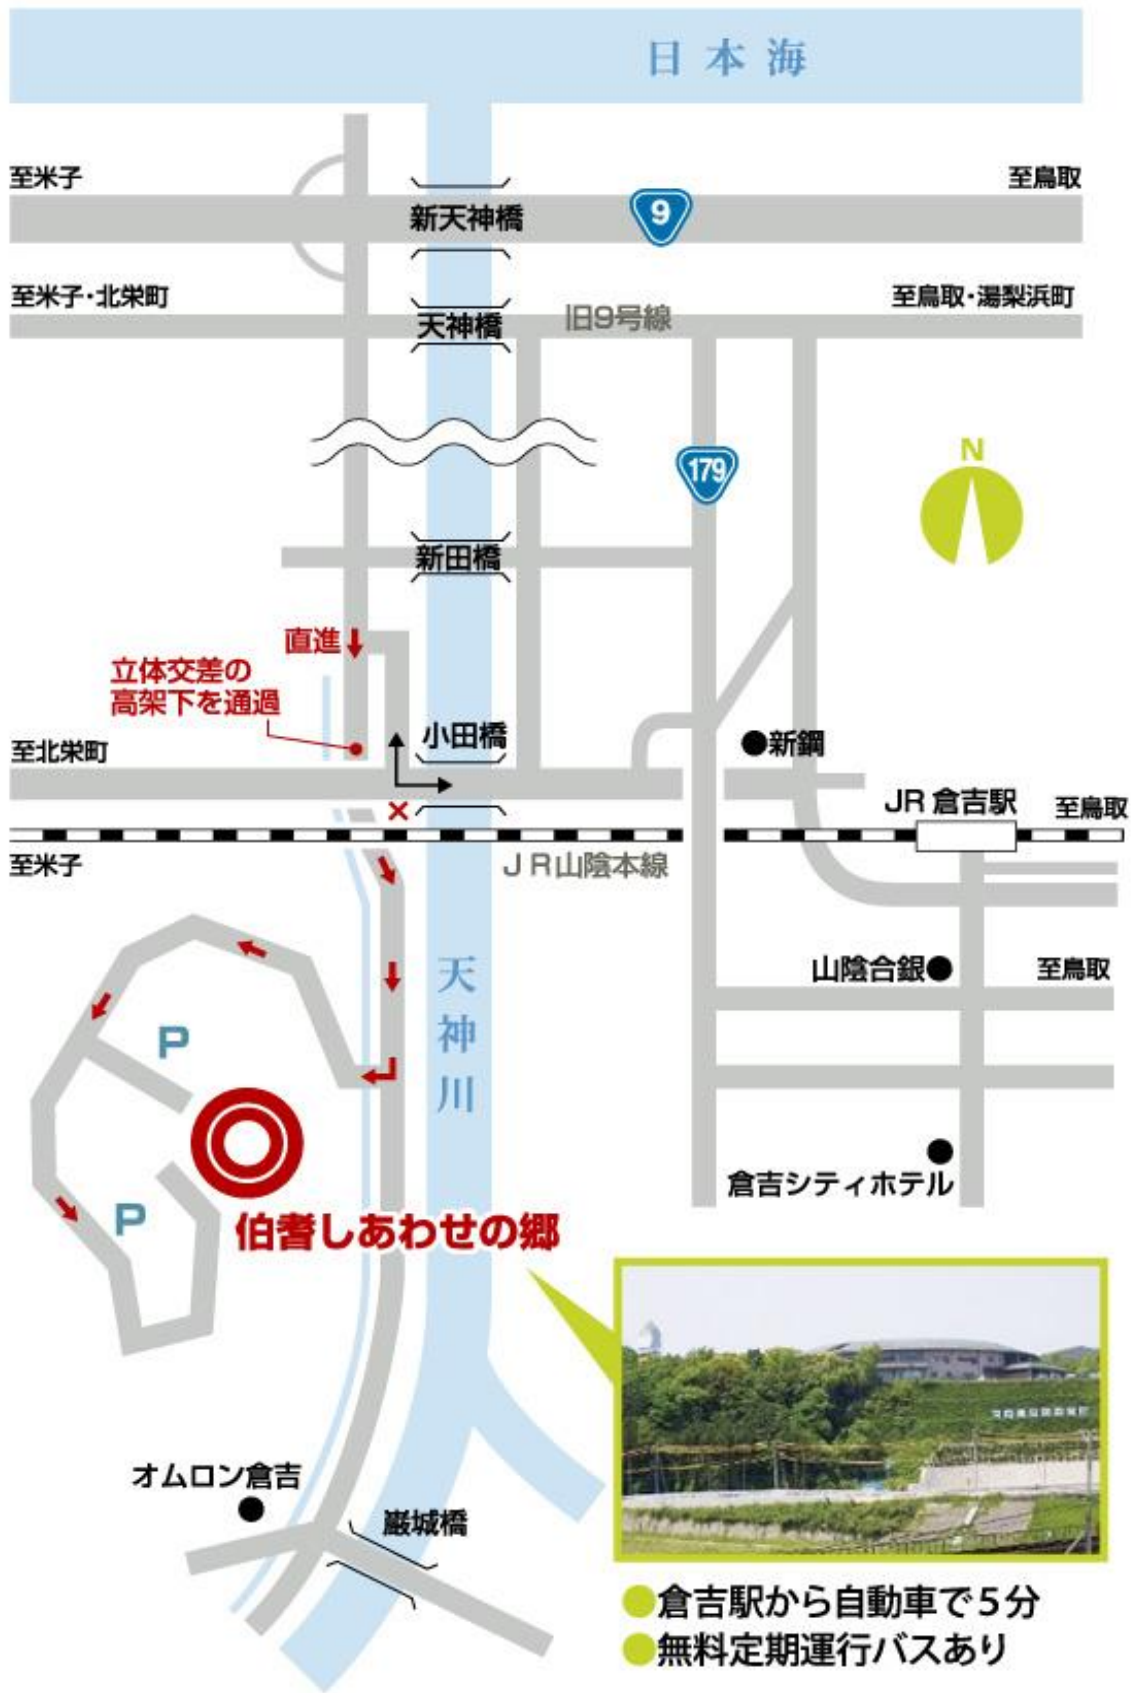 日本海
至米子
至鳥取
新天神橋
9
至米子・北栄町
至鳥取・湯梨浜町
天神橋
旧9号線
179
N
新田橋
直進
立体交差の
高架下を通過
至北栄町
小田橋
●新鋼
JR 倉吉駅
至鳥取
×
至米子
JR山陰本線
天神川
山陰合銀●
至鳥取
P
P
倉吉シティホテル
伯耆しあわせの郷
オムロン倉吉
巌城橋
●倉吉駅から自動車で5分
●無料定期運行バスあり